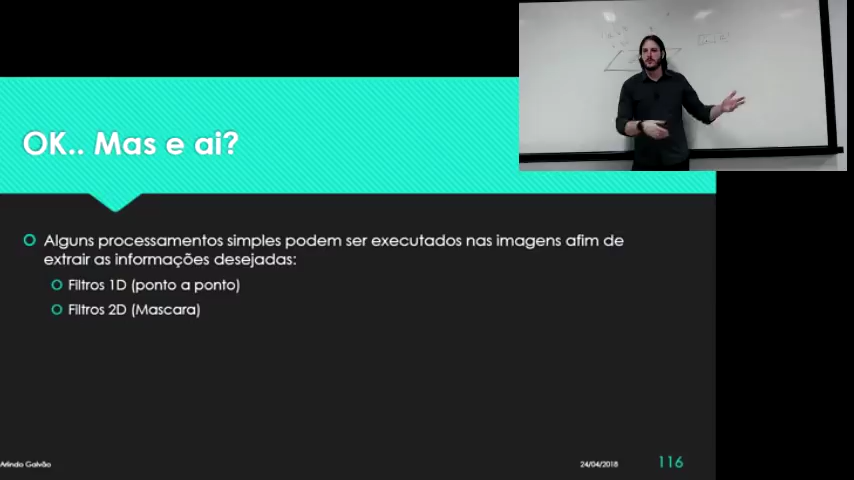 OK.. Mas e ai?
Alguns processamentos simples podem ser executados nas imagens afim de
extrair as informações desejadas:
Filtros 1D (ponto a ponto)
Filtros 2D (Mascara)
Arlindo Galvão
24/04/2018
116